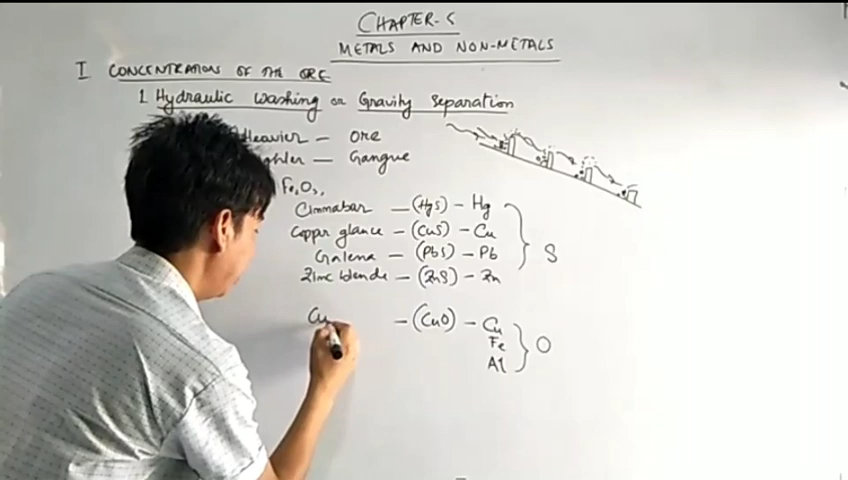 CHAPTER-5
METALS AND NON-METALS
I CONCENTRATION OF THE ORE
1 Hydraulic Washing or Gravity Separation
Heavier — Ore
ghter — Gangue
Fe2O3,
Cinnabar — (HgS) — Hg
Copper glance — (CuS) — Cu
Galena — (PbS) — Pb
Zinc blende — (ZnS) — Zn
S
Cu — (CuO) — Cu
Fe
Al
O